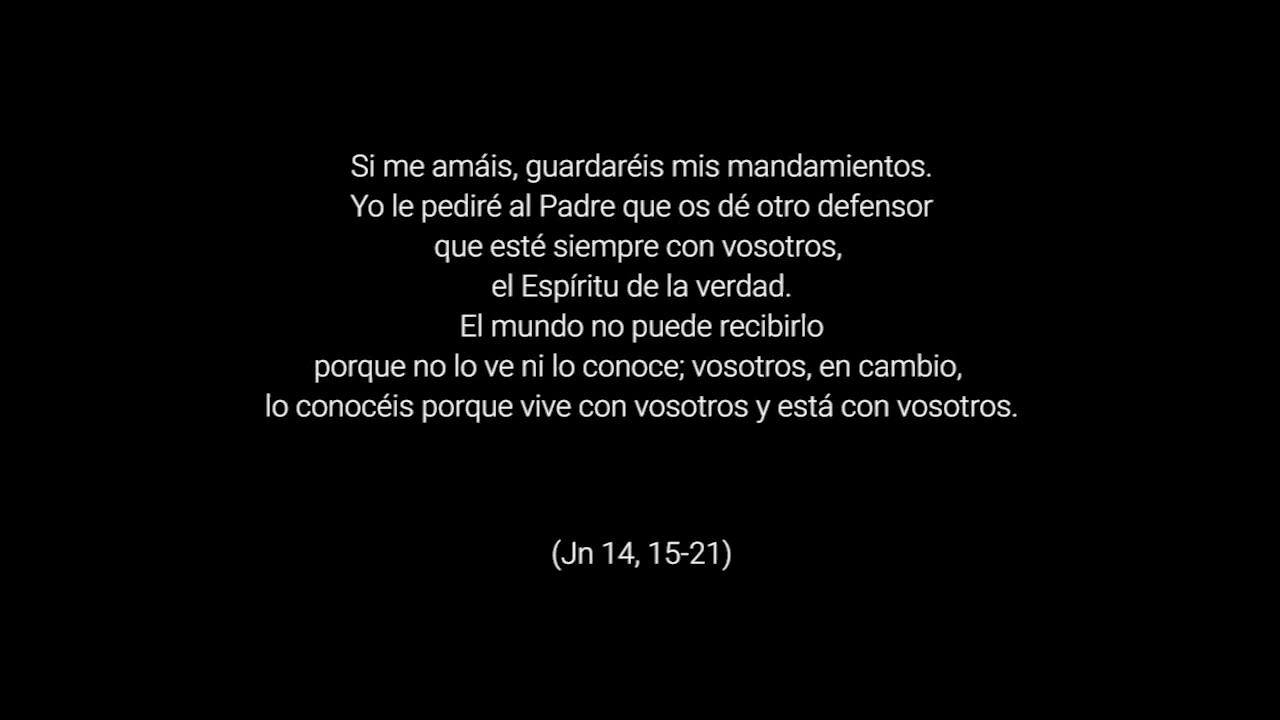 Si me amáis, guardaréis mis mandamientos.
Yo le pediré al Padre que os dé otro defensor
que esté siempre con vosotros,
el Espíritu de la verdad.
El mundo no puede recibirlo
porque no lo ve ni lo conoce; vosotros, en cambio,
lo conocéis porque vive con vosotros y está con vosotros.
(Jn 14, 15-21)